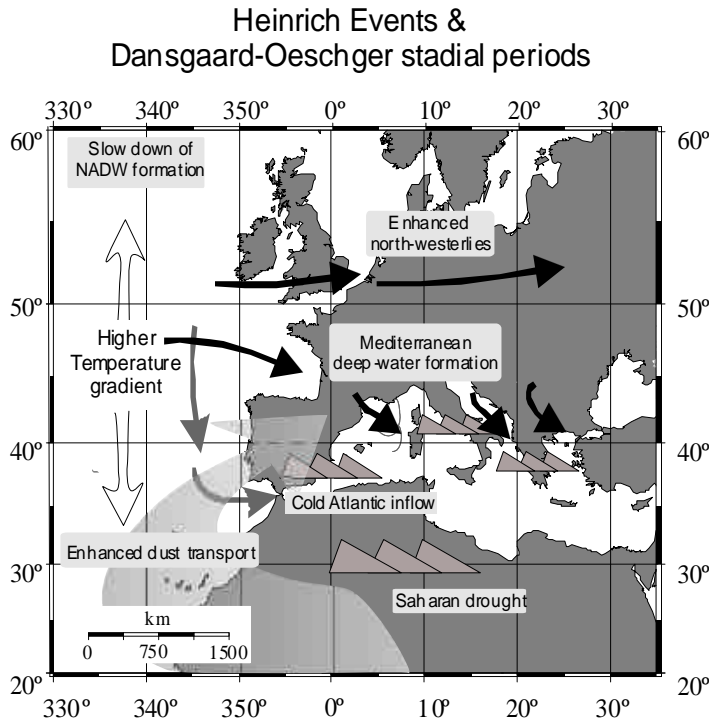 Heinrich Events &
Dansgaard-Oeschger stadial periods
330º 340º 350º 0º 10º 20º 30º
60º 60º
Slow down of
NADW formation
Enhanced
north-westerlies
50º 50º
Higher
Temperature
gradient
Mediterranean
deep-water formation
40º 40º
Cold Atlantic inflow
Enhanced dust transport
30º 30º
Saharan drought
km
0 750 1500
20º 20º
330º 340º 350º 0º 10º 20º 30º